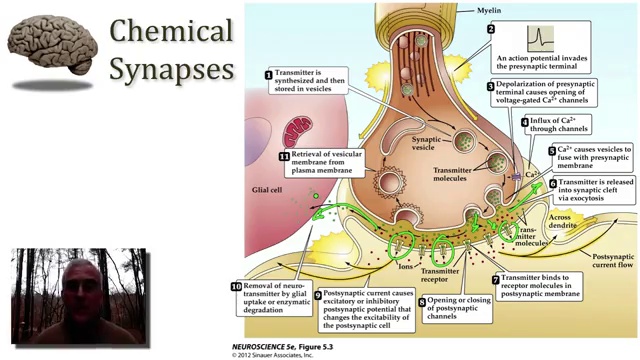 Chemical
Synapses
Myelin
2
An action potential invades
the presynaptic terminal
1
Transmitter is
synthesized and then
stored in vesicles
3
Depolarization of presynaptic
terminal causes opening of
voltage-gated Ca²⁺ channels
4
Influx of Ca²⁺
through channels
Synaptic
vesicle
5
Ca²⁺ causes vesicles to
fuse with presynaptic
membrane
11
Retrieval of vesicular
membrane from
plasma membrane
Transmitter
molecules
Ca²⁺
6
Transmitter is released
into synaptic cleft
via exocytosis
Glial cell
Across
dendrite
Trans-
mitter
molecules
Postsynaptic
current flow
Ions
Transmitter
receptor
7
Transmitter binds to
receptor molecules in
postsynaptic membrane
10
Removal of neuro-
transmitter by glial
uptake or enzymatic
degradation
9
Postsynaptic current causes
excitatory or inhibitory
postsynaptic potential that
changes the excitability of
the postsynaptic cell
8
Opening or closing
of postsynaptic
channels
NEUROSCIENCE 5e, Figure 5.3
© 2012 Sinauer Associates, Inc.